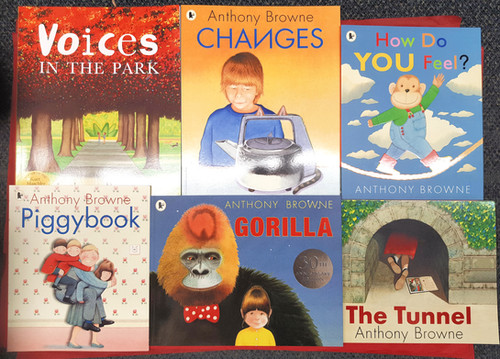 Voices
IN THE PARK
Anthony Browne
CHANGES
How Do
YOU Feel?
ANTHONY BROWNE
Anthony Browne
Piggybook
ANTHONY BROWNE
GORILLA
The Tunnel
Anthony Browne